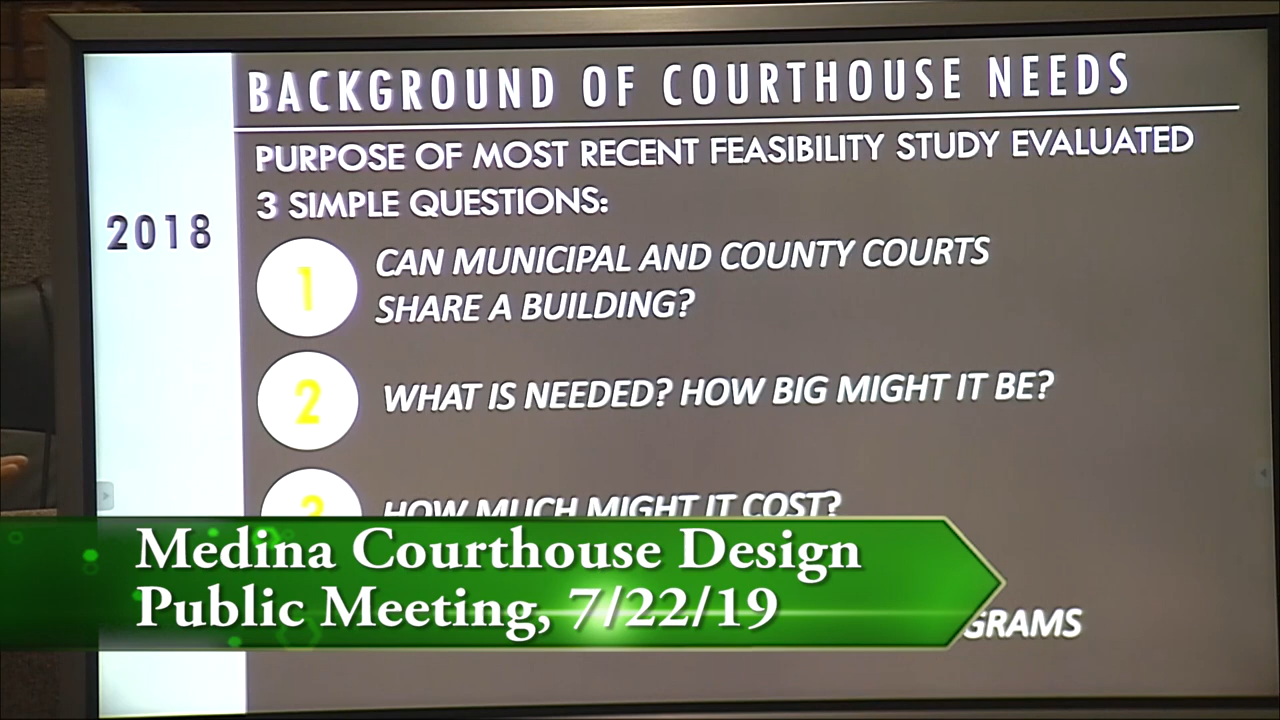 BACKGROUND OF COURTHOUSE NEEDS
PURPOSE OF MOST RECENT FEASIBILITY STUDY EVALUATED
3 SIMPLE QUESTIONS:
2018
1 CAN MUNICIPAL AND COUNTY COURTS
SHARE A BUILDING?
2 WHAT IS NEEDED? HOW BIG MIGHT IT BE?
3 HOW MUCH MIGHT IT COST?
Medina Courthouse Design
Public Meeting, 7/22/19